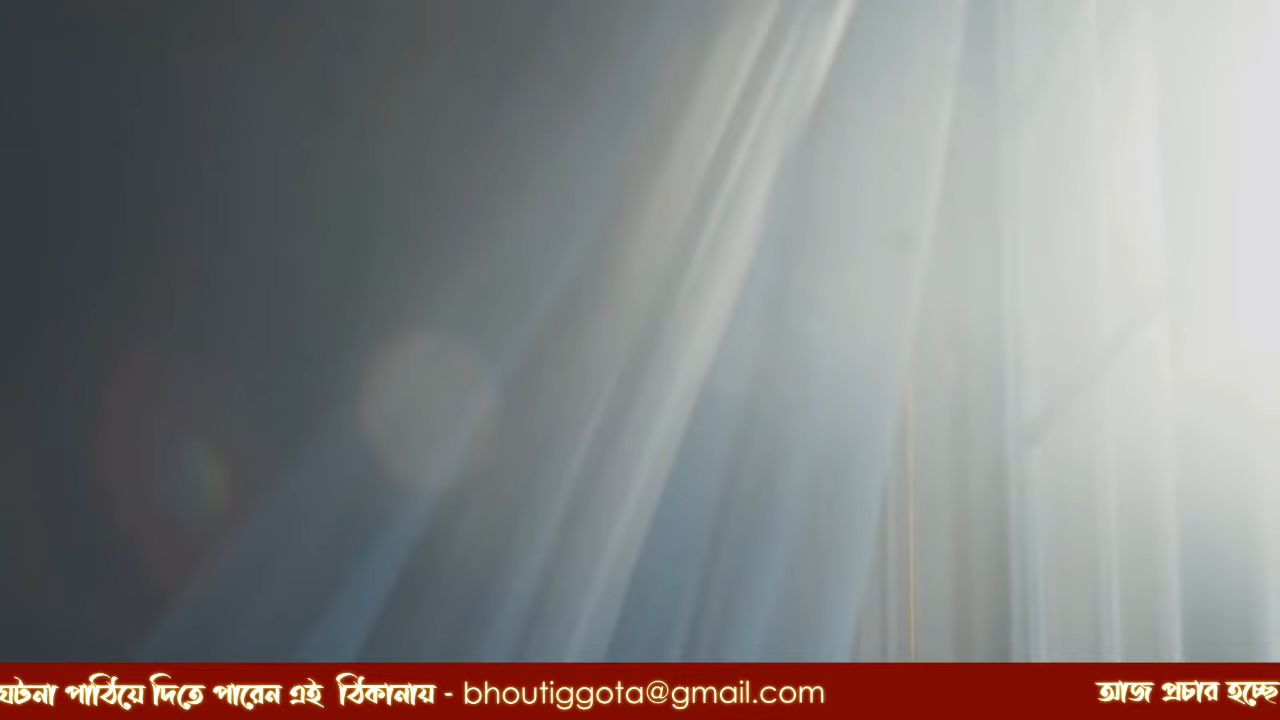 ঘটনা পাঠিয়ে দিতে পারেন এই ঠিকানায় - bhoutiggota@gmail.com আজ প্রচার হচ্ছে